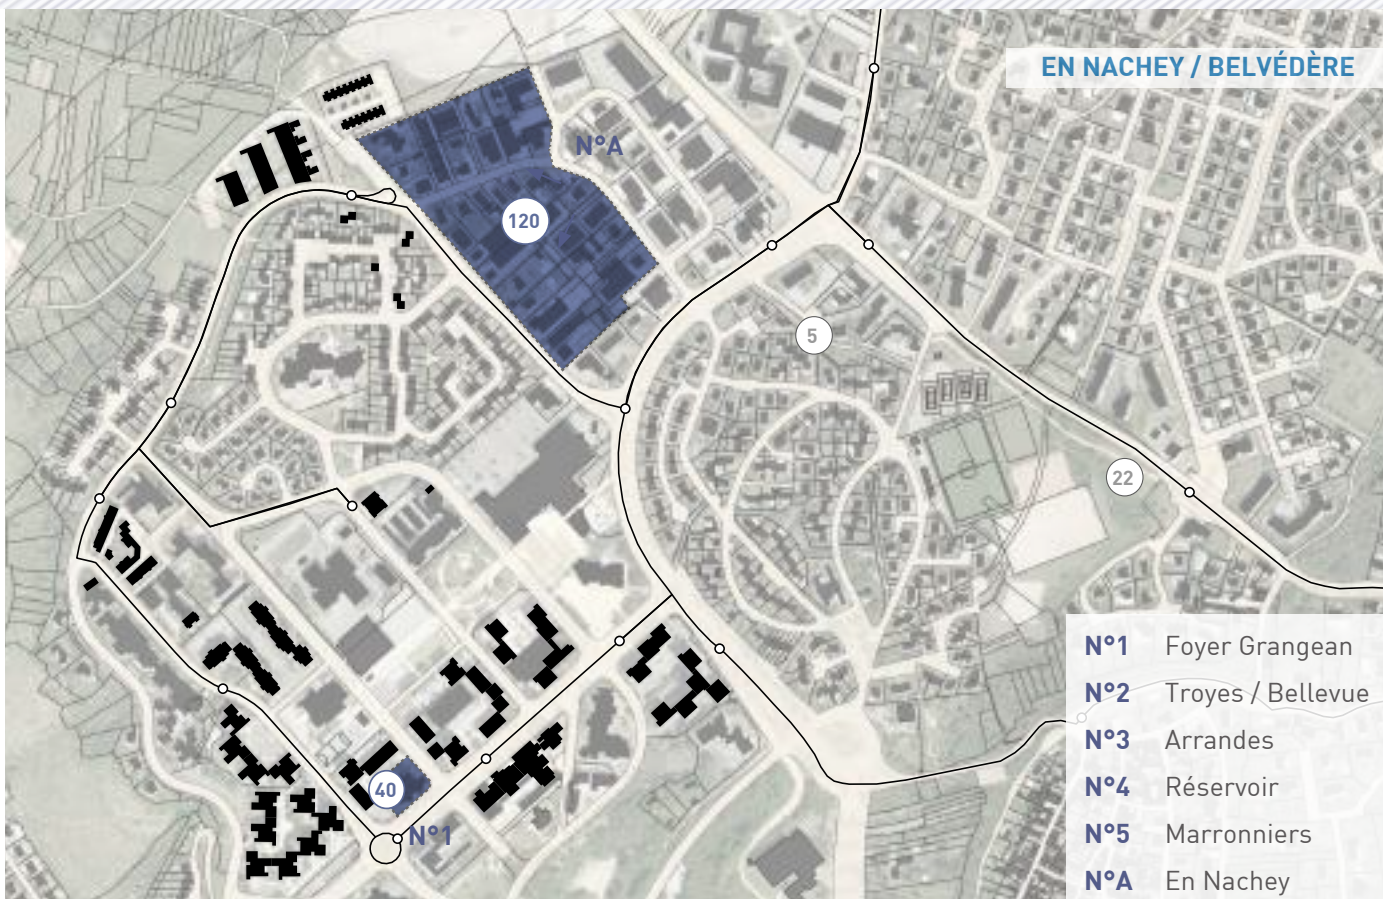 EN NACHEY / BELVÉDÈRE
N°A
120
5
22
40
N°1
N°1 Foyer Grangean
N°2 Troyes / Bellevue
N°3 Arrandes
N°4 Réservoir
N°5 Marronniers
N°A En Nachey